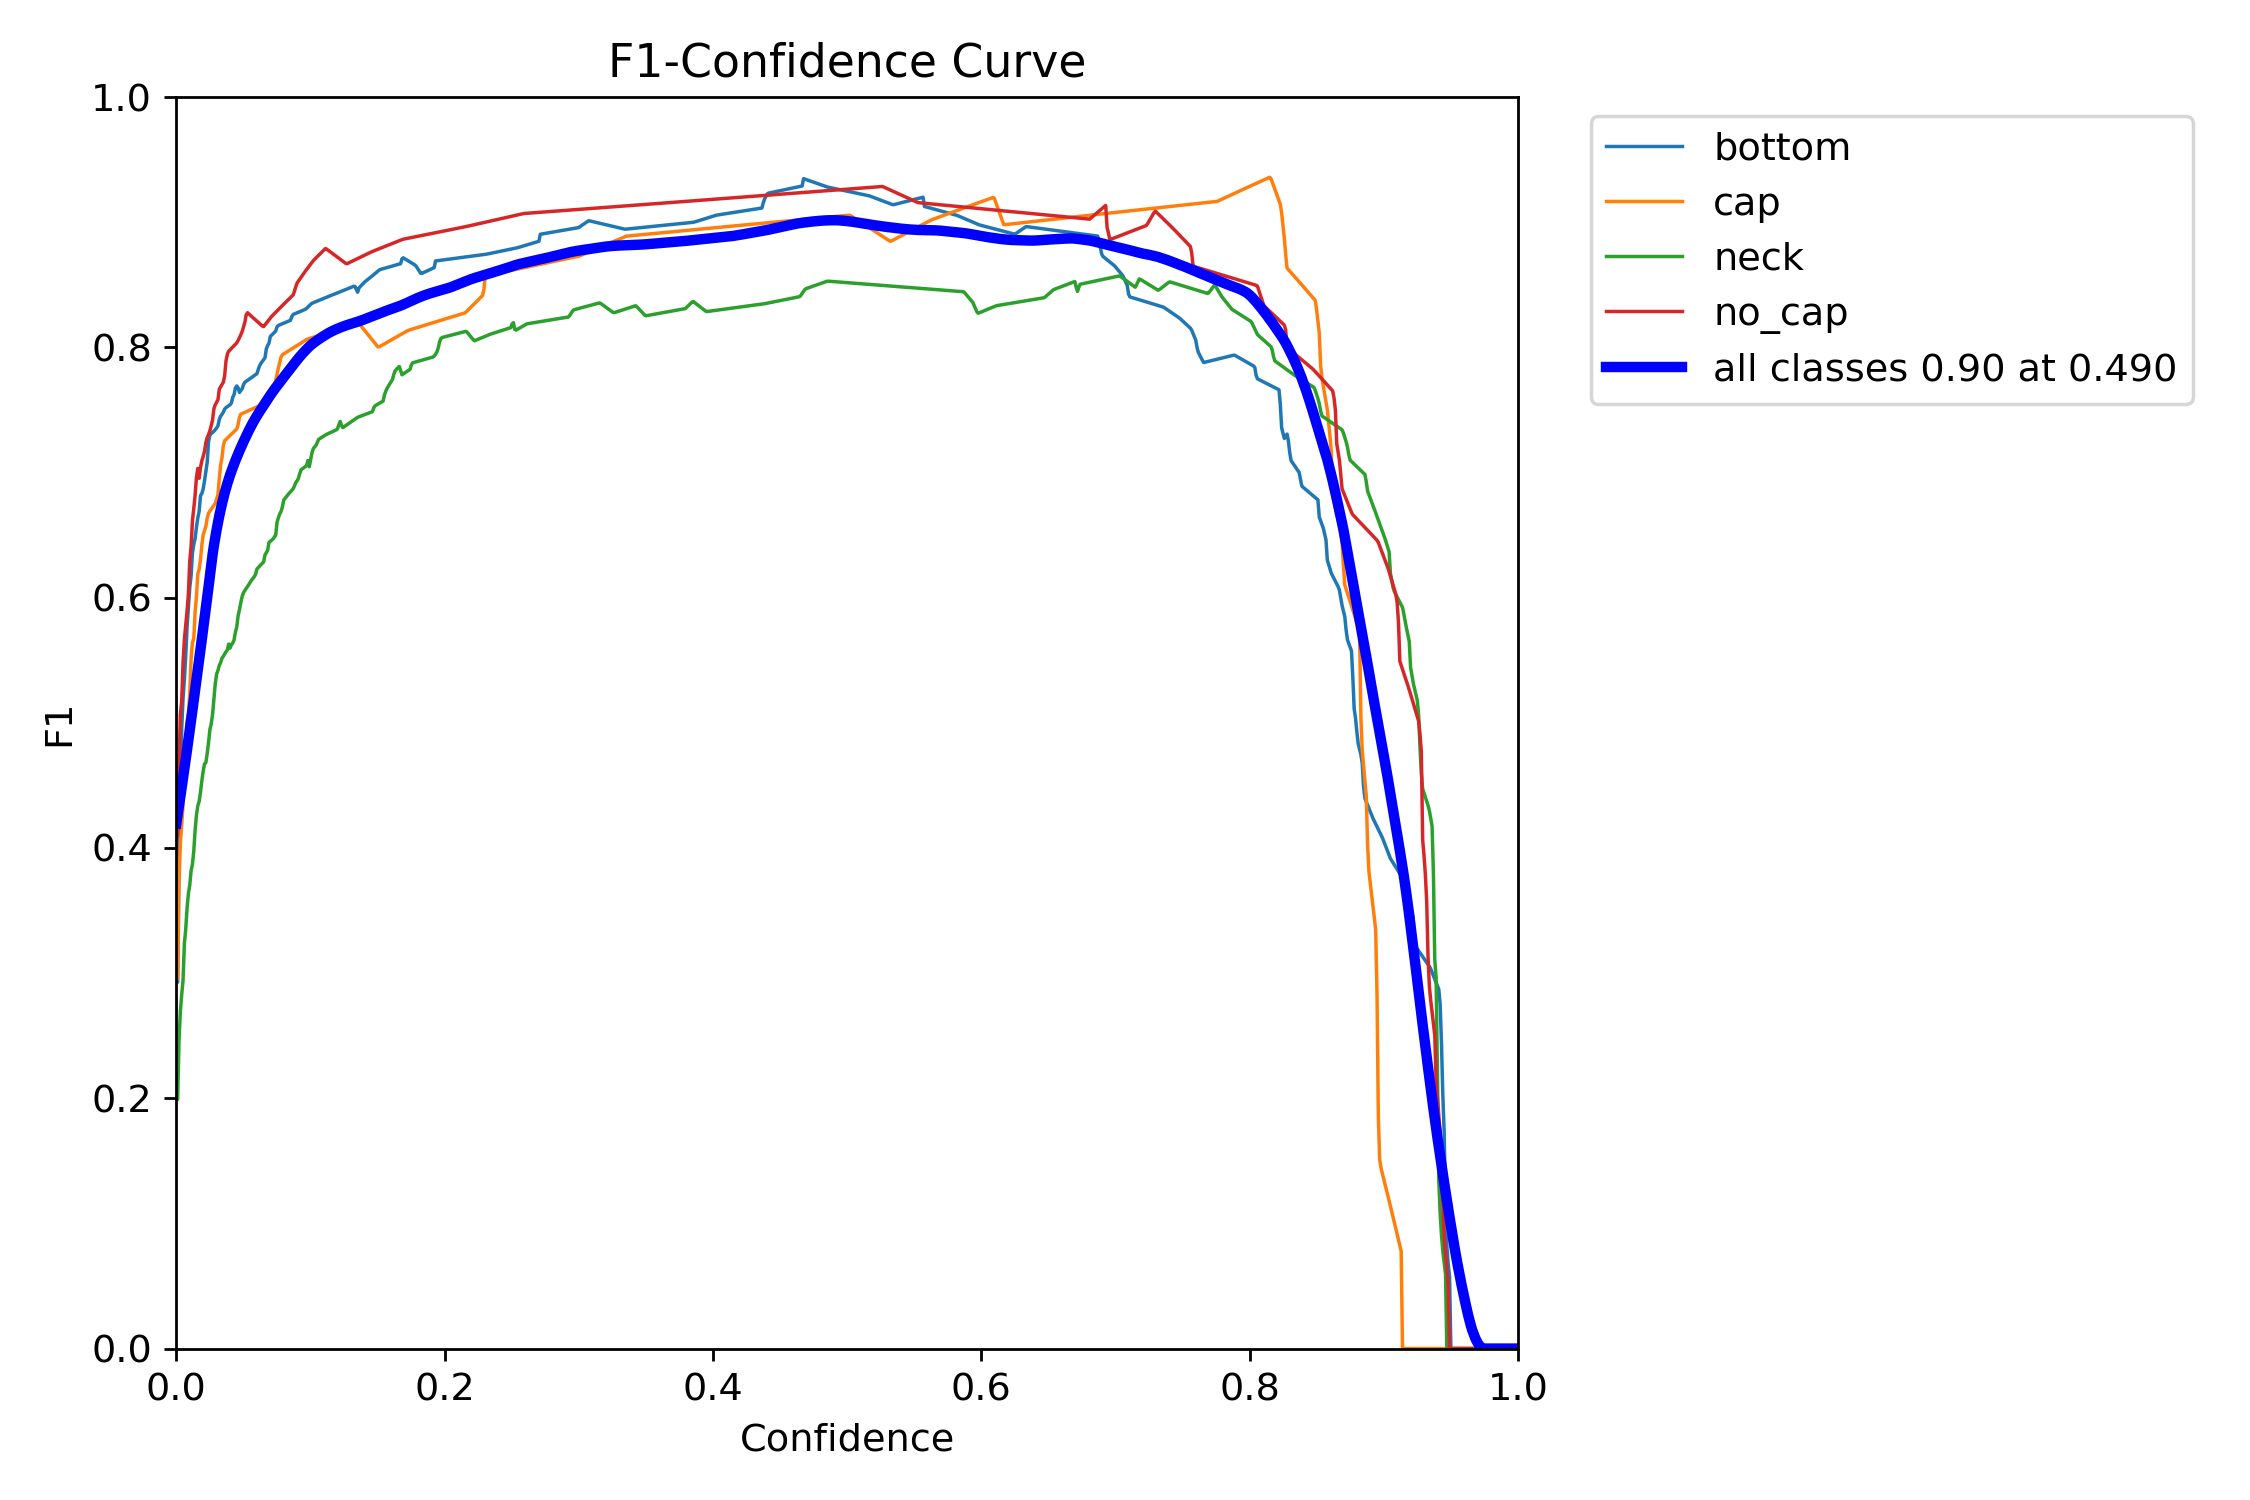 F1-Confidence Curve
1.0
0.8
0.6
0.4
0.2
0.0
F1
0.0 0.2 0.4 0.6 0.8 1.0
Confidence
bottom
cap
neck
no_cap
all classes 0.90 at 0.490